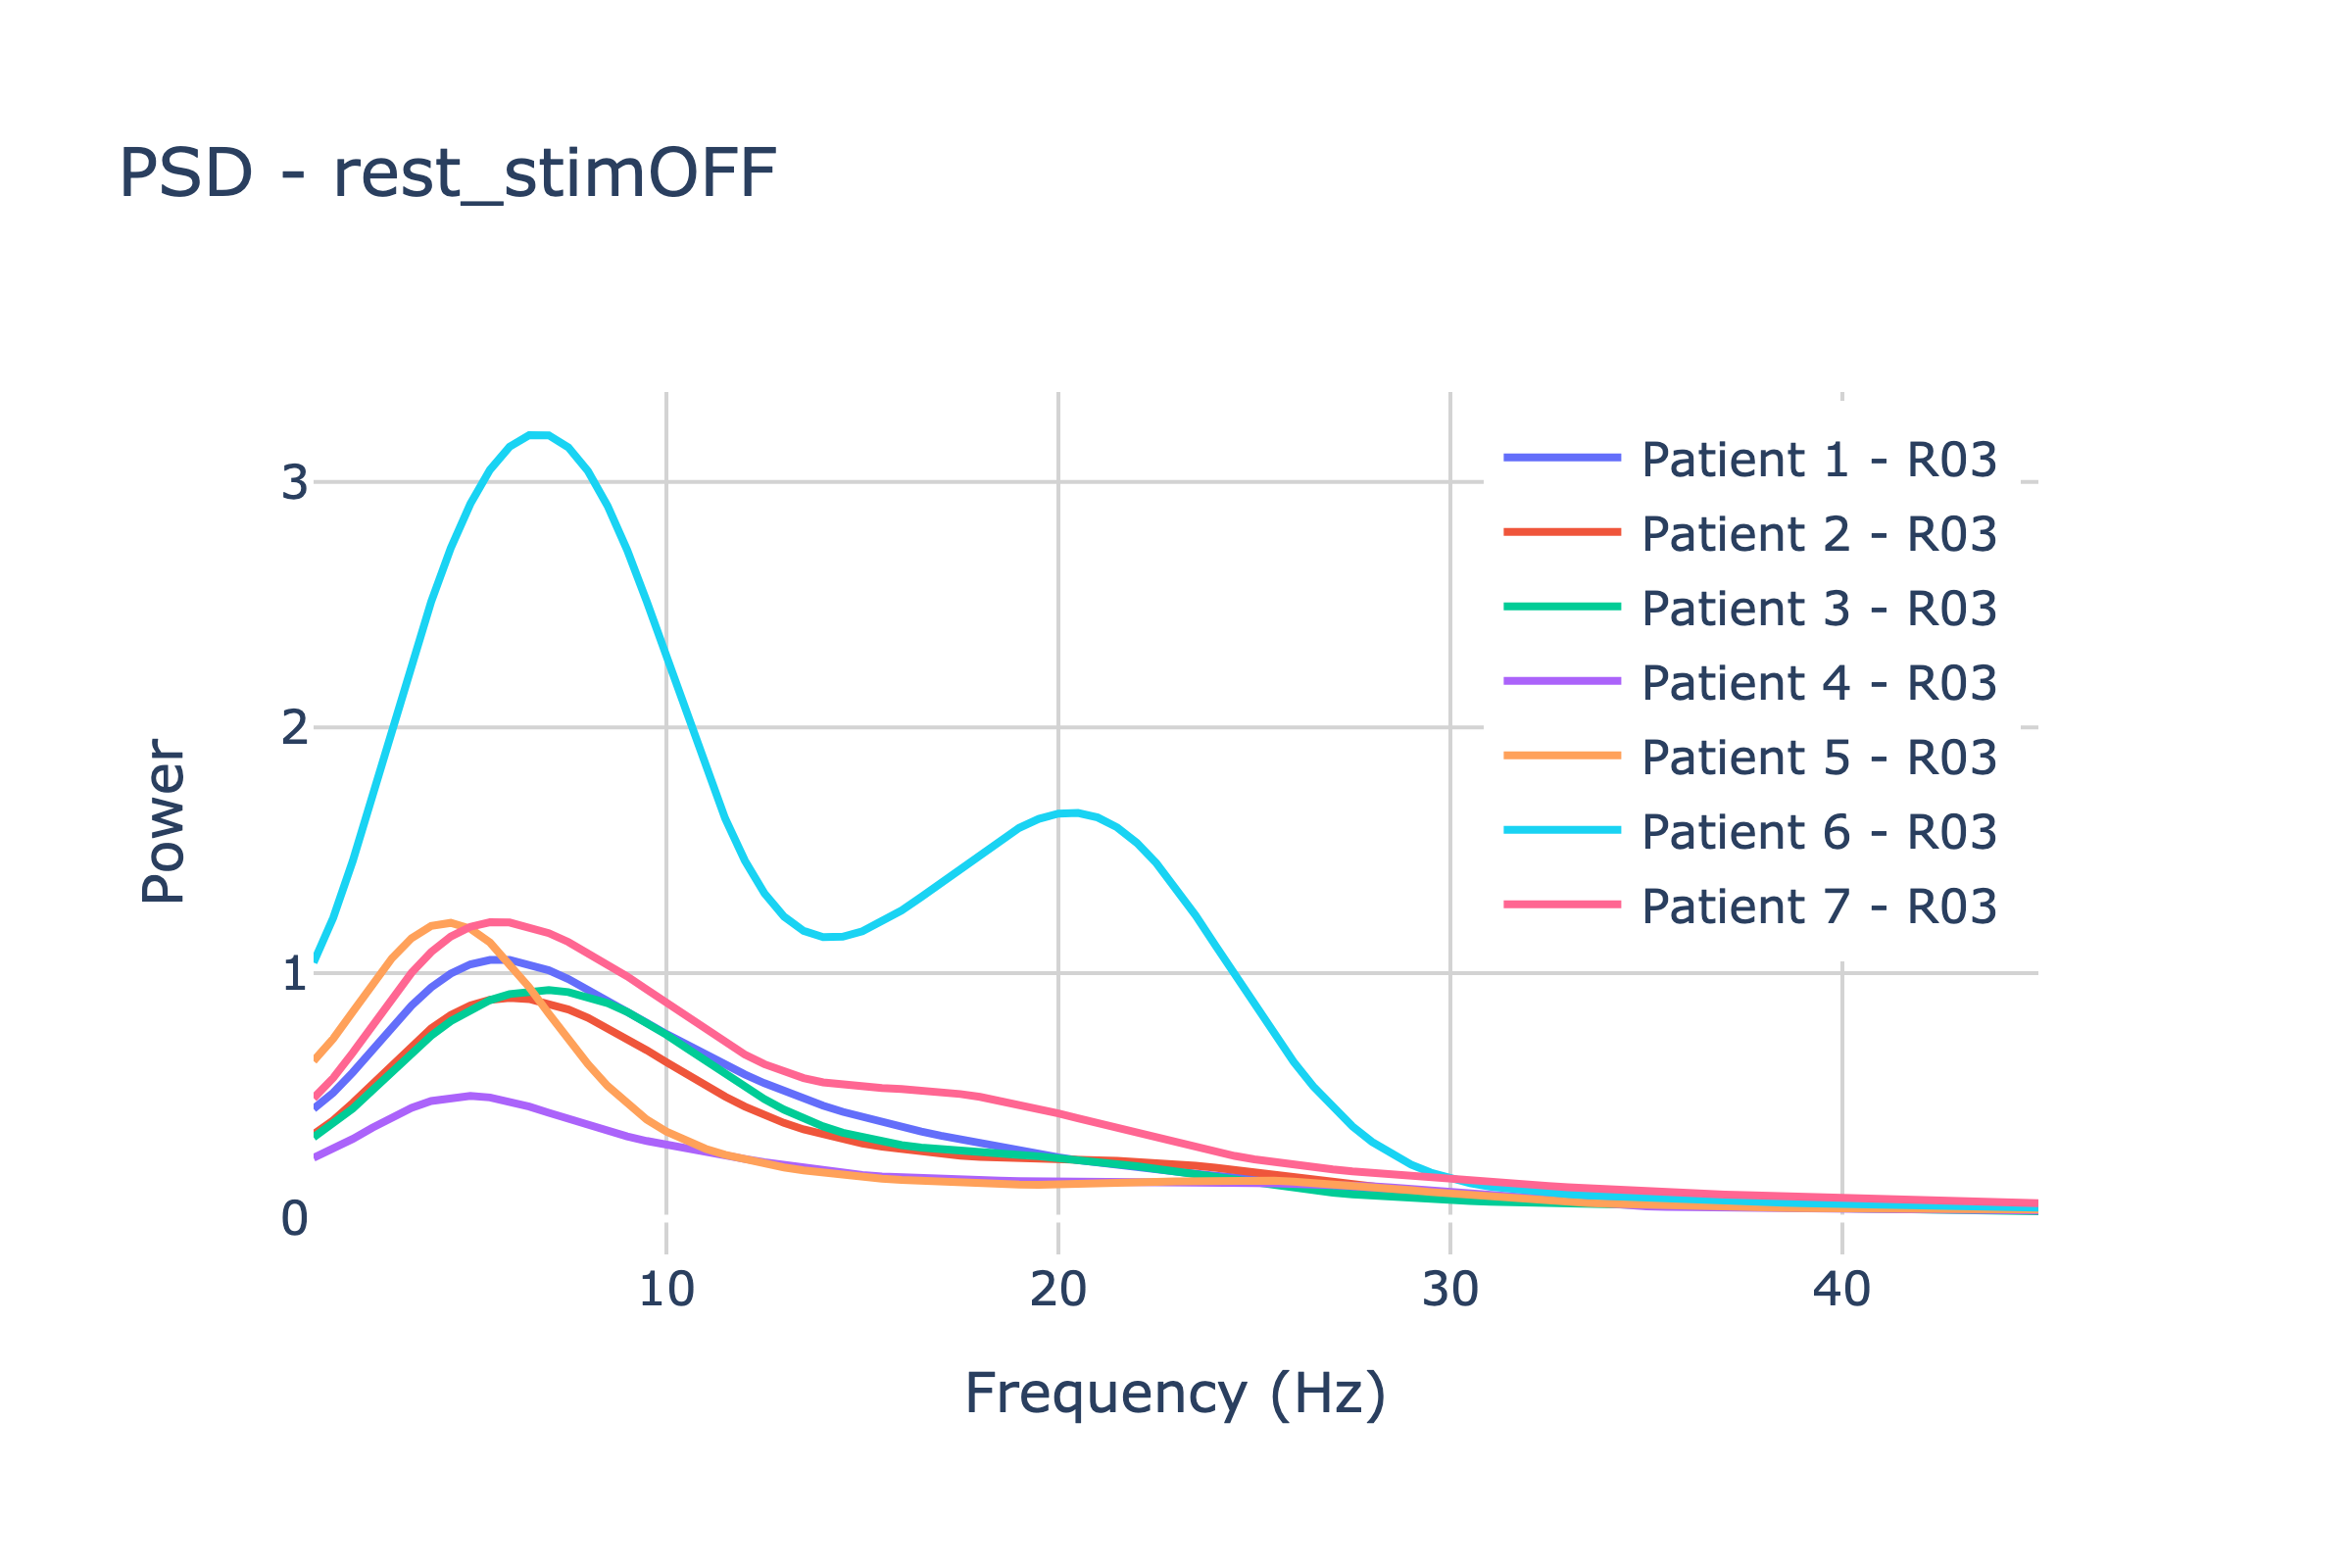 PSD - rest_stimOFF
Patient 1 - R03
Patient 2 - R03
Patient 3 - R03
Patient 4 - R03
Patient 5 - R03
Patient 6 - R03
Patient 7 - R03
3
2
1
0
Power
10
20
30
40
Frequency (Hz)